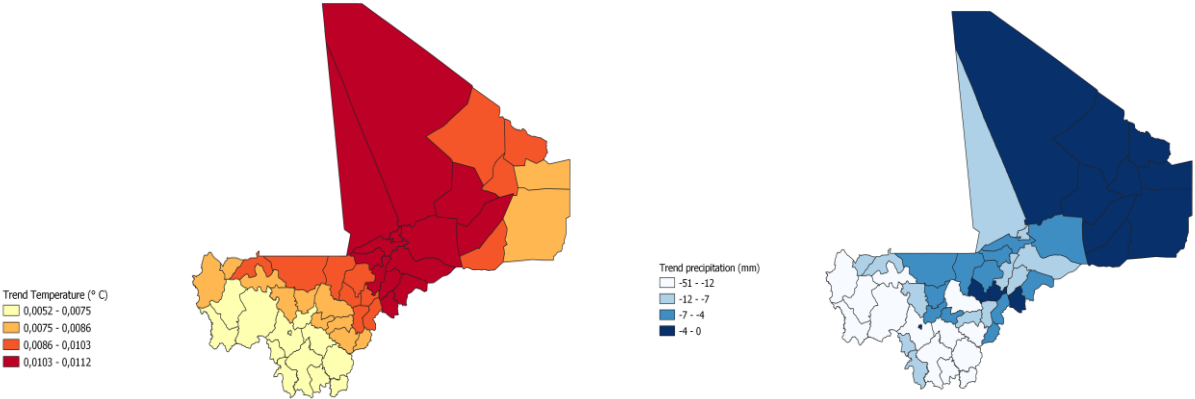 Trend Temperature (° C)
0,0052 - 0,0075
0,0075 - 0,0086
0,0086 - 0,0103
0,0103 - 0,0112
Trend precipitation (mm)
-51 - -12
-12 - -7
-7 - -4
-4 - 0